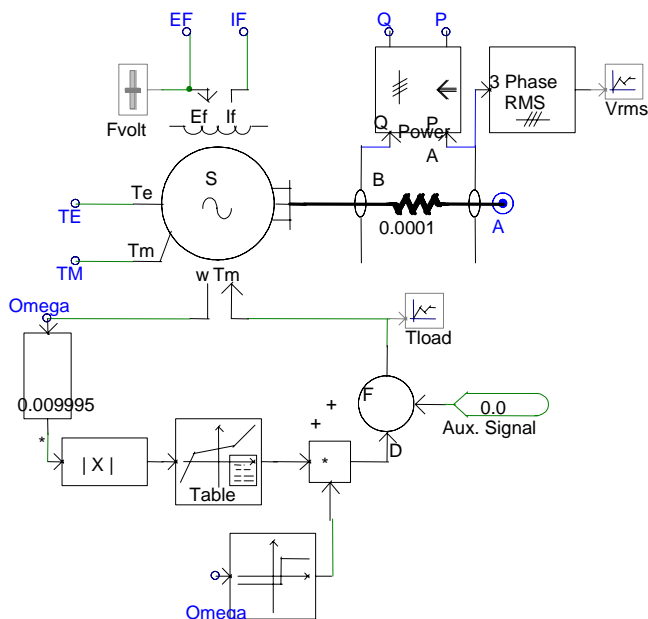 EF
IF
Q
P
Fvolt
Ef
If
3 Phase
RMS
Vrms
Q
P
Power
A
S
B
Te
TE
0.0001
A
Tm
TM
w
Tm
Omega
Tload
0.009995
F
+
+
0.0
Aux. Signal
*
| X |
Table
*
D
Omega